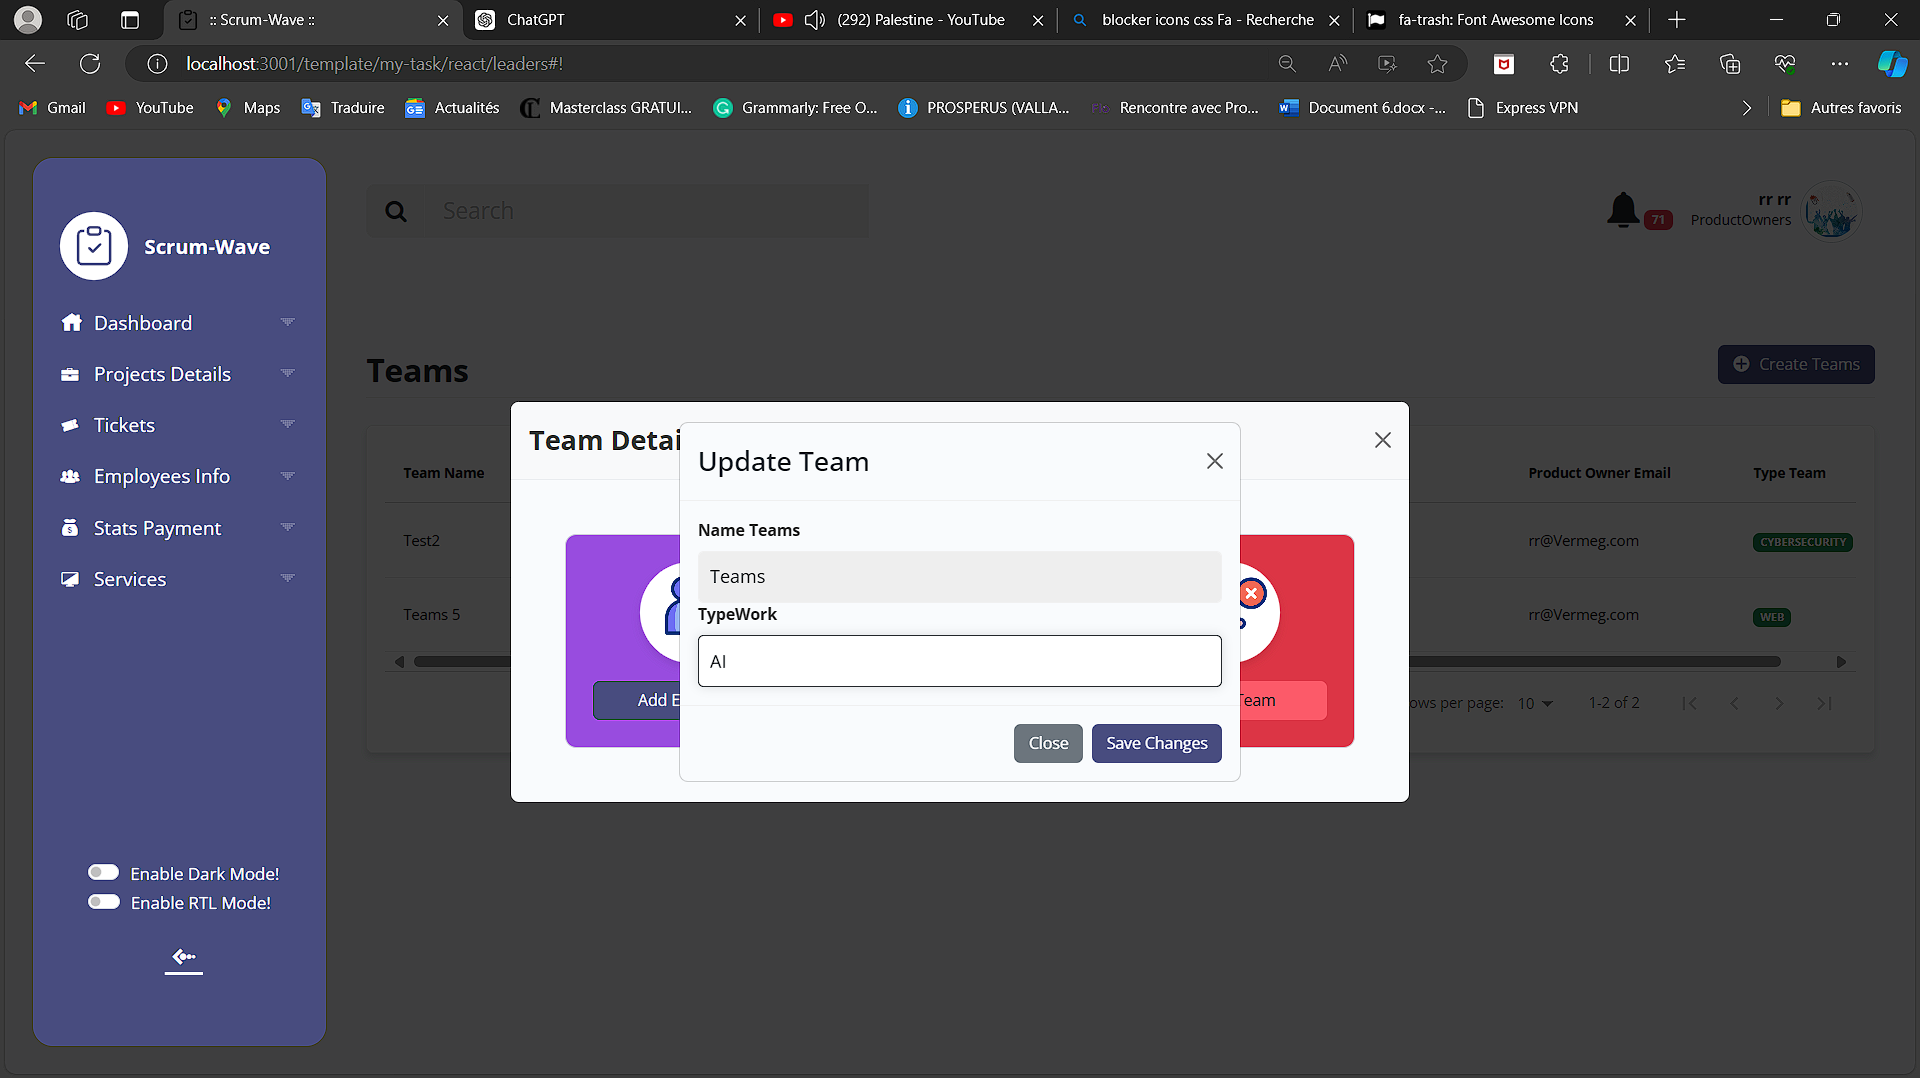 :: Scrum-Wave ::
ChatGPT
(292) Palestine - YouTube
blocker icons css Fa - Recherche
fa-trash: Font Awesome Icons
localhost:3001/template/my-task/react/leaders#!
Gmail
YouTube
Maps
Traduire
Actualités
Masterclass GRATUI...
Grammarly: Free O...
PROSPERUS (VALLA...
Rencontre avec Pro...
Document 6.docx -...
Express VPN
Autres favoris
Scrum-Wave
Dashboard
Projects Details
Tickets
Employees Info
Stats Payment
Services
Enable Dark Mode!
Enable RTL Mode!
Search
71
rr rr
ProductOwners
Teams
Create Teams
Team Name
Product Owner Email
Type Team
Test2
rr@Vermeg.com
CYBERSECURITY
Teams 5
rr@Vermeg.com
WEB
ows per page: 10
1-2 of 2
Team Detai
Add E
Team
Update Team
Name Teams
Teams
TypeWork
AI
Close
Save Changes